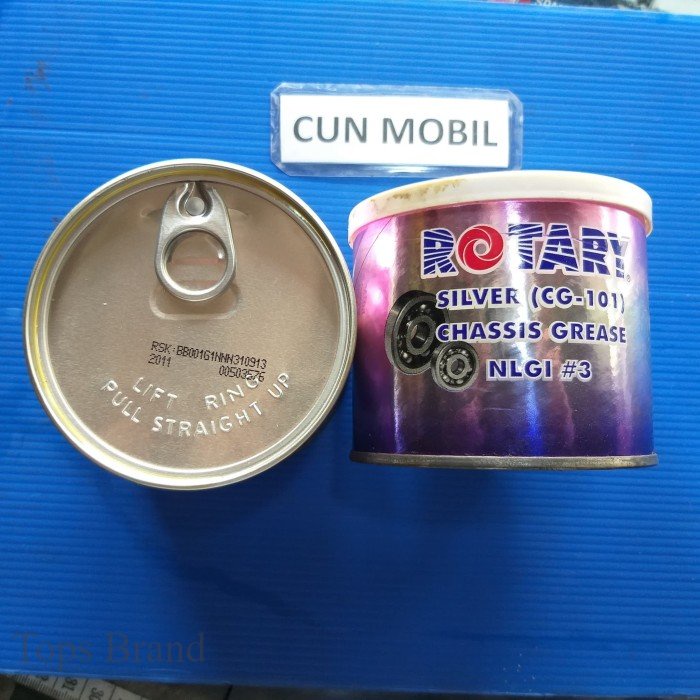 CUN MOBIL
ROTARY
SILVER (CG-101)
CHASSIS GREASE
NLGI #3
RSK:BB001G1NNN310913
2011 00503576
LIFT RING
PULL STRAIGHT UP
Tops Brand